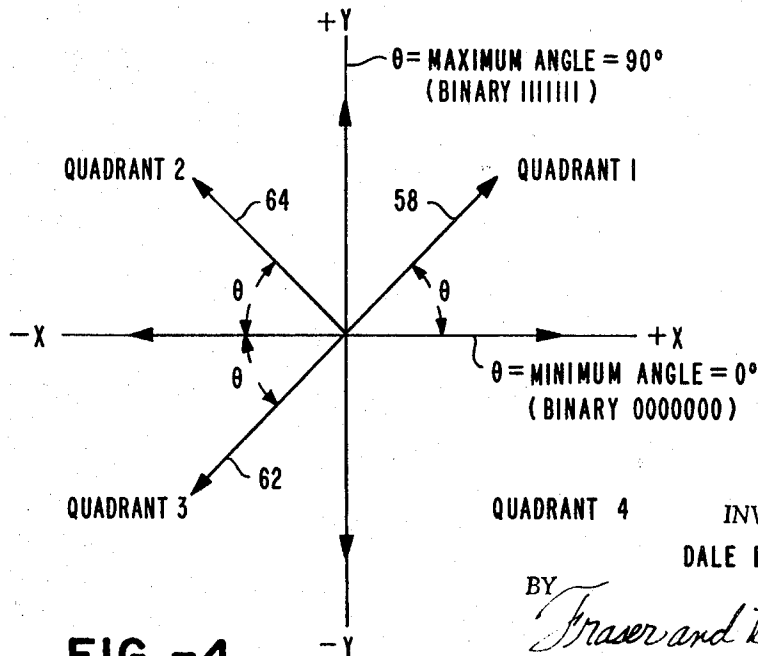 +Y
θ = MAXIMUM ANGLE = 90°
(BINARY 1111111)
QUADRANT 2
QUADRANT 1
64
58
θ
θ
-X
+X
θ
θ = MINIMUM ANGLE = 0°
(BINARY 0000000)
62
QUADRANT 3
QUADRANT 4
DALE
BY
Fraser and
FIG.-4
-Y